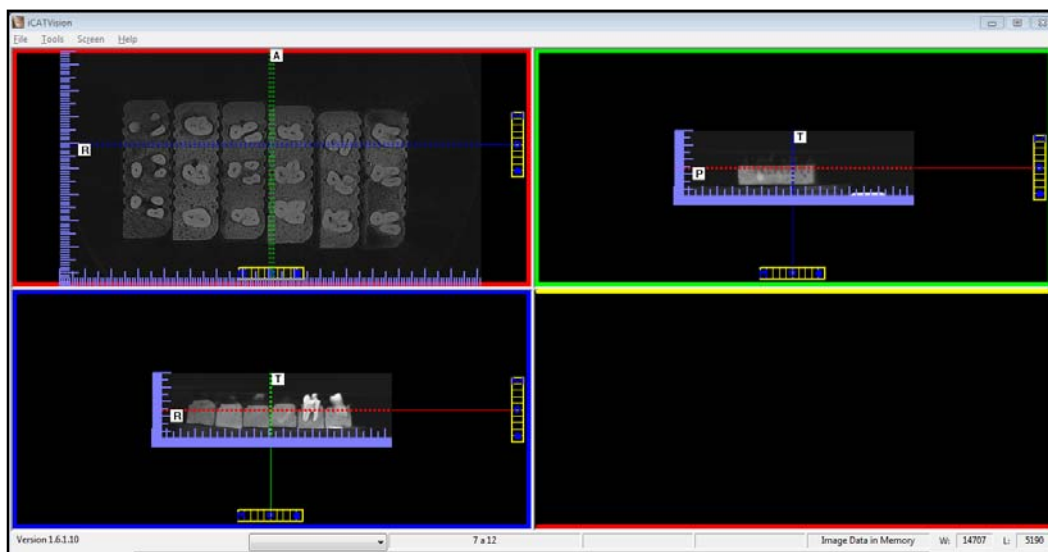 iCATVision
File Tools Screen Help
A
R
T
P
T
R
Version 1.6.1.10 7 a 12 Image Data in Memory W: 14707 L: 5190